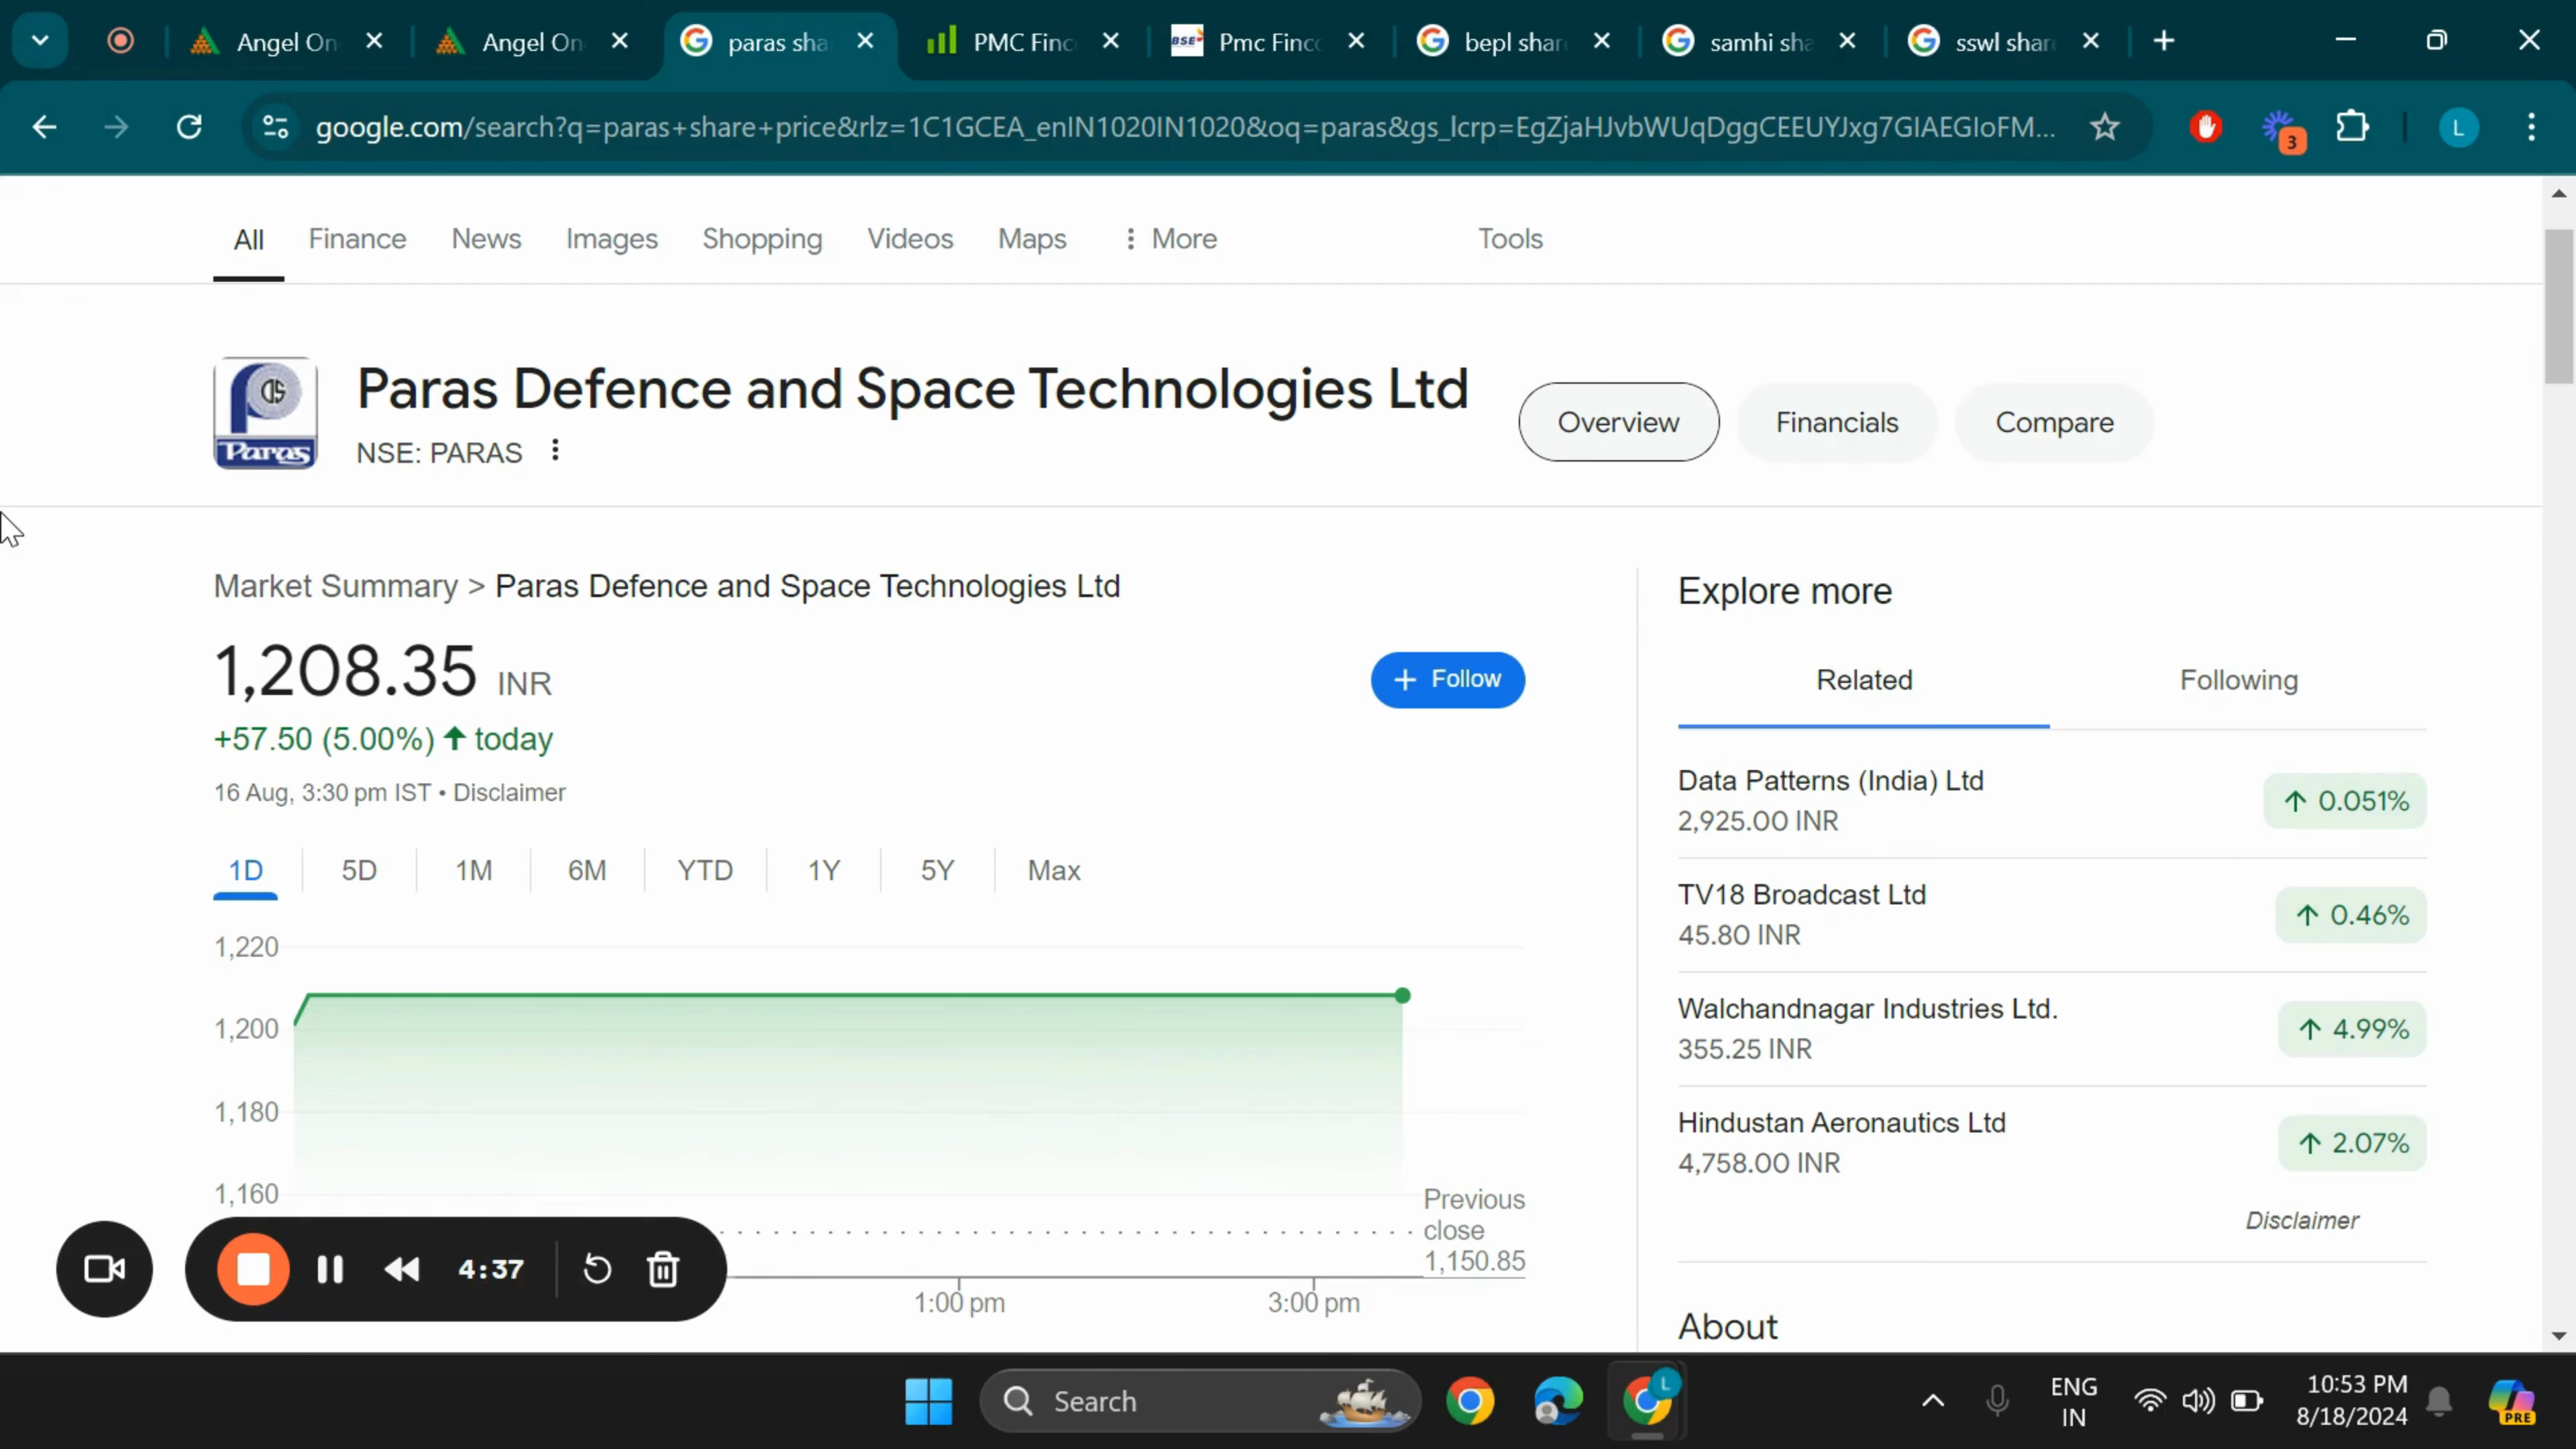 Angel On
Angel On
paras sha
PMC Finc
BSE
Pmc Finco
bepl shar
samhi sha
sswl shar
google.com/search?q=paras+share+price&rlz=1C1GCEA_enIN1020IN1020&oq=paras&gs_lcrp=EgZjaHJvbWUqDggCEEUYJxg7GIAEGIoFM...
3
L
All
Finance
News
Images
Shopping
Videos
Maps
More
Tools
Paras
Paras Defence and Space Technologies Ltd
NSE: PARAS
Overview
Financials
Compare
Market Summary > Paras Defence and Space Technologies Ltd
1,208.35 INR
+57.50 (5.00%) ↑ today
16 Aug, 3:30 pm IST • Disclaimer
+ Follow
1D
5D
1M
6M
YTD
1Y
5Y
Max
1,220
1,200
1,180
1,160
Previous
close
1,150.85
1:00 pm
3:00 pm
4:37
Explore more
Related
Following
Data Patterns (India) Ltd
2,925.00 INR
↑ 0.051%
TV18 Broadcast Ltd
45.80 INR
↑ 0.46%
Walchandnagar Industries Ltd.
355.25 INR
↑ 4.99%
Hindustan Aeronautics Ltd
4,758.00 INR
↑ 2.07%
Disclaimer
About
Search
L
ENG
IN
10:53 PM
8/18/2024
PRE